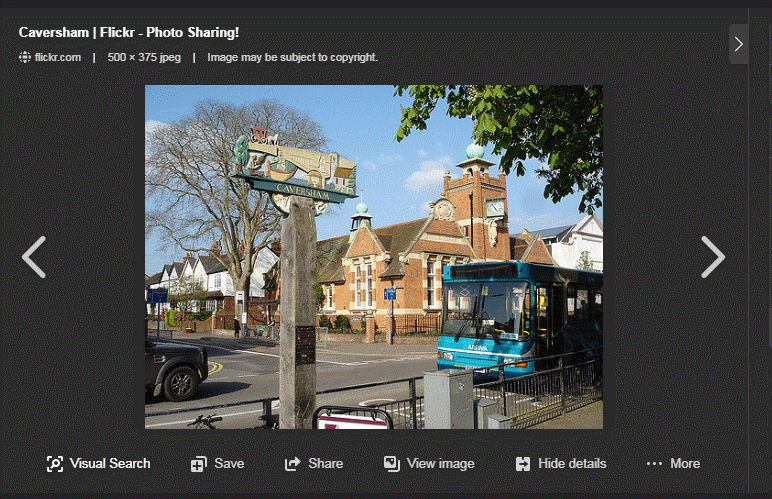 Caversham | Flickr - Photo Sharing!
flickr.com | 500 × 375 jpeg | Image may be subject to copyright.
CAVERSHAM
ARRIVA
Visual Search
Save
Share
View image
Hide details
More